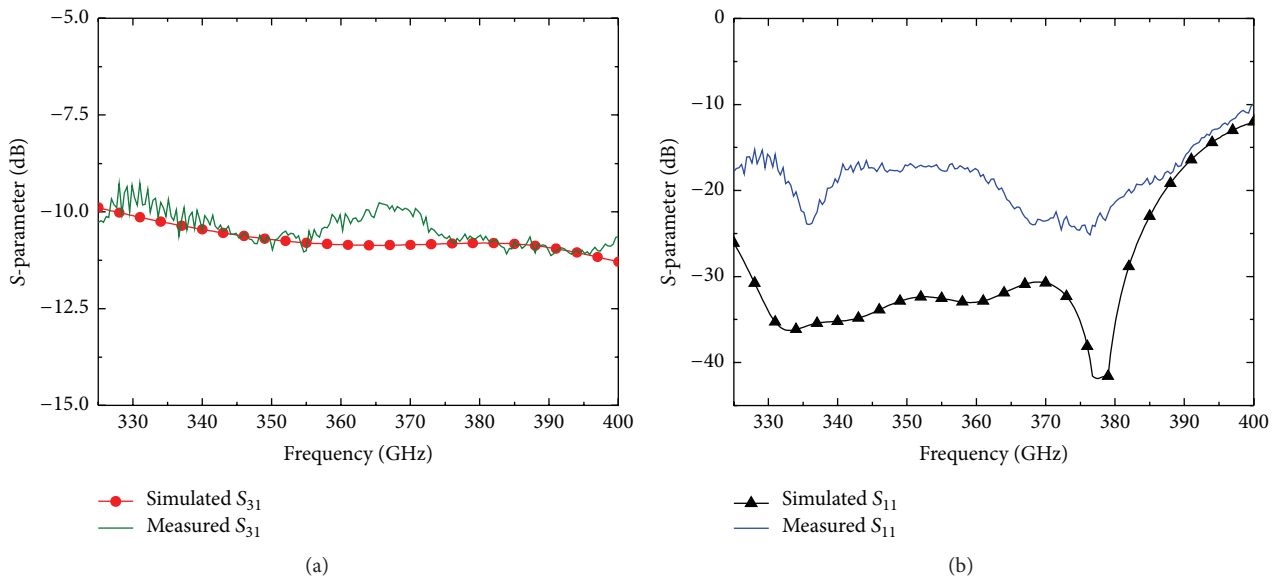 −5.0
−7.5
−10.0
−12.5
−15.0
S-parameter (dB)
330 340 350 360 370 380 390 400
Frequency (GHz)
Simulated S31
Measured S31
(a)
0
−10
−20
−30
−40
S-parameter (dB)
330 340 350 360 370 380 390 400
Frequency (GHz)
Simulated S11
Measured S11
(b)